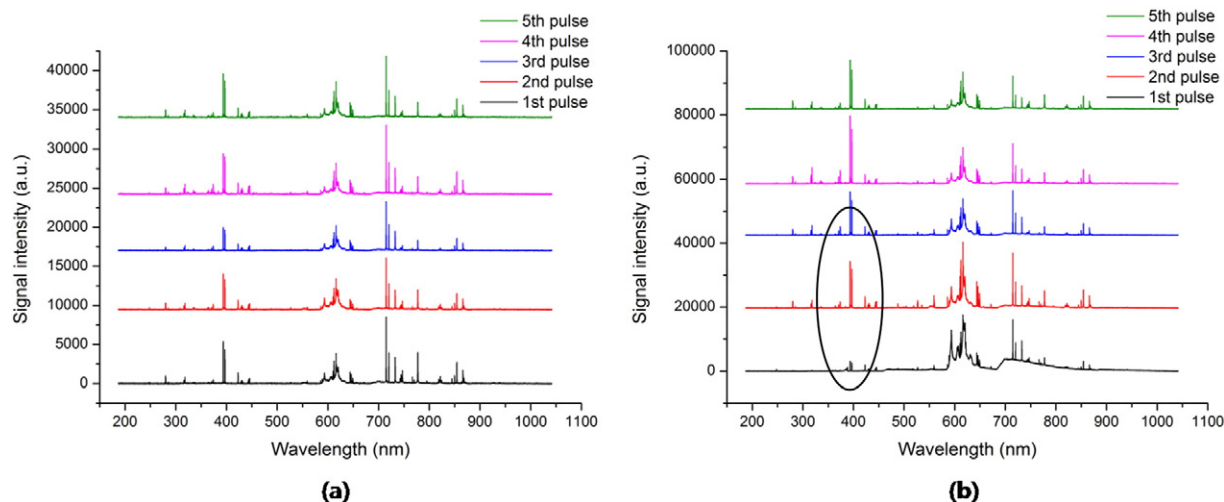 5th pulse
4th pulse
3rd pulse
2nd pulse
1st pulse
40000
35000
30000
25000
20000
15000
10000
5000
0
Signal intensity (a.u.)
200 300 400 500 600 700 800 900 1000 1100
Wavelength (nm)
(a)
5th pulse
4th pulse
3rd pulse
2nd pulse
1st pulse
100000
80000
60000
40000
20000
0
Signal intensity (a.u.)
200 300 400 500 600 700 800 900 1000 1100
Wavelength (nm)
(b)